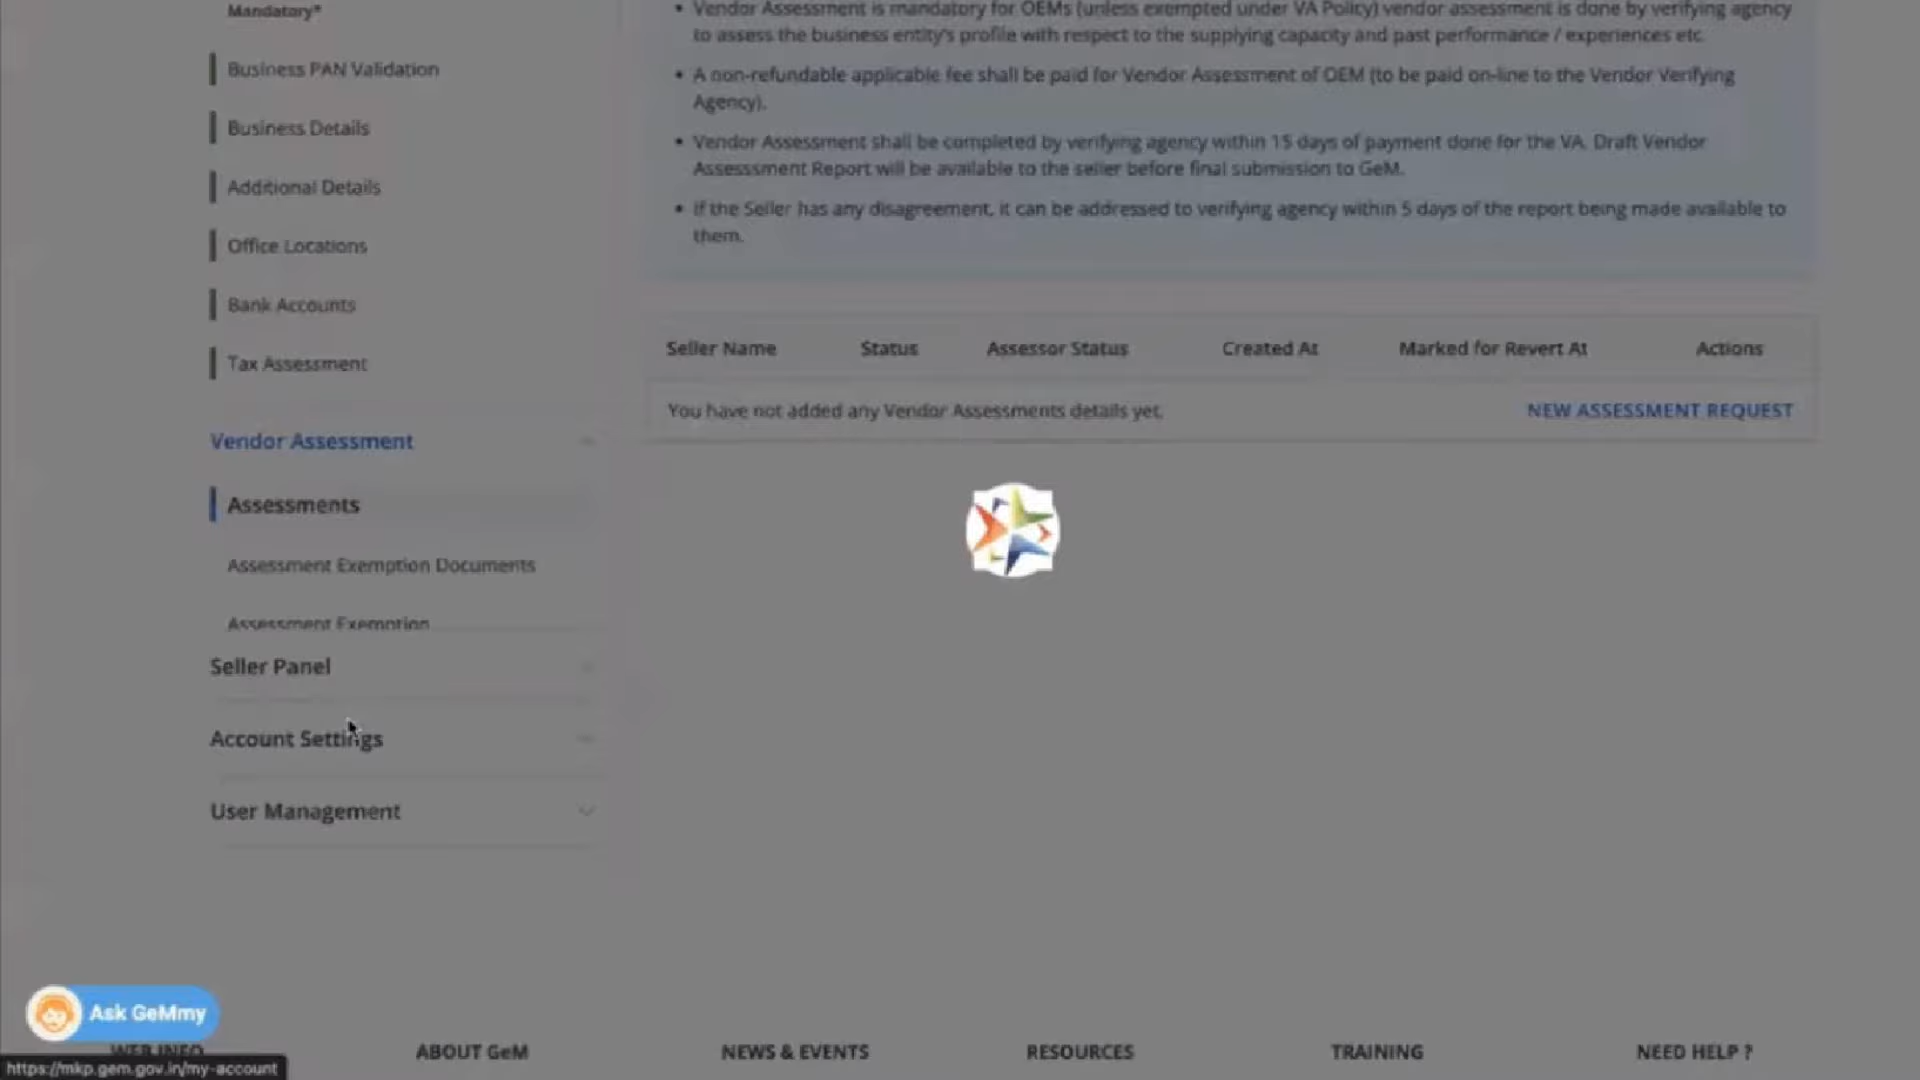 Mandatory*
Business PAN Validation
Business Details
Additional Details
Office Locations
Bank Accounts
Tax Assessment
Vendor Assessment
Assessments
Assessment Exemption Documents
Assessment Exemption
Seller Panel
Account Settings
User Management
• Vendor Assessment is mandatory for OEMs (unless exempted under VA Policy) vendor assessment is done by verifying agency
to assess the business entity's profile with respect to the supplying capacity and past performance / experiences etc.
• A non-refundable applicable fee shall be paid for Vendor Assessment of OEM (to be paid on-line to the Vendor Verifying
Agency).
• Vendor Assessment shall be completed by verifying agency within 15 days of payment done for the VA. Draft Vendor
Assesssment Report will be available to the seller before final submission to GeM.
• If the Seller has any disagreement, it can be addressed to verifying agency within 5 days of the report being made available to
them.
Seller Name Status Assessor Status Created At Marked for Revert At Actions
You have not added any Vendor Assessments details yet. NEW ASSESSMENT REQUEST
Ask GeMmy
WEB INFO ABOUT GeM NEWS & EVENTS RESOURCES TRAINING NEED HELP ?
https://mkp.gem.gov.in/my-account